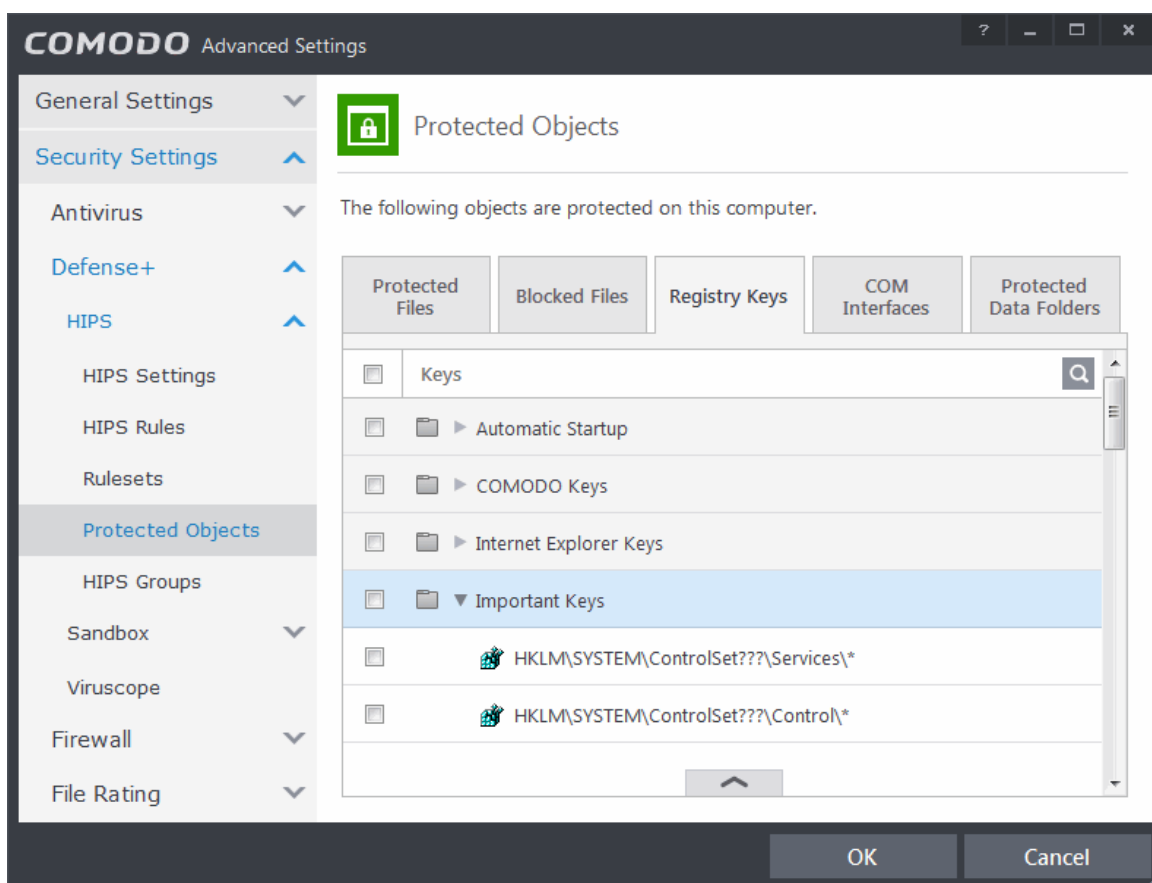 COMODO Advanced Settings
?
General Settings
Security Settings
Antivirus
Defense+
HIPS
HIPS Settings
HIPS Rules
Rulesets
Protected Objects
HIPS Groups
Sandbox
Viruscope
Firewall
File Rating
Protected Objects
The following objects are protected on this computer.
Protected
Files
Blocked Files
Registry Keys
COM
Interfaces
Protected
Data Folders
Keys
Automatic Startup
COMODO Keys
Internet Explorer Keys
Important Keys
HKLM\SYSTEM\ControlSet???\Services\*
HKLM\SYSTEM\ControlSet???\Control\*
OK
Cancel